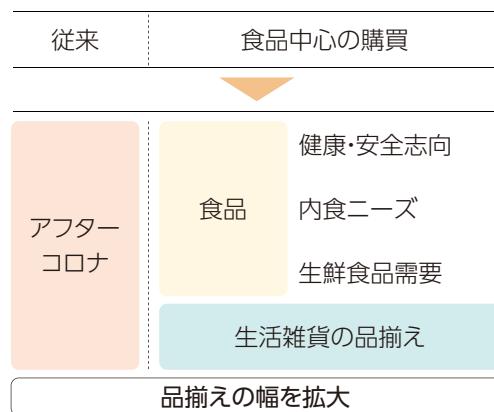 従来
食品中心の購買
アフター
コロナ
食品
健康･安全志向
内食ニーズ
生鮮食品需要
生活雑貨の品揃え
品揃えの幅を拡大